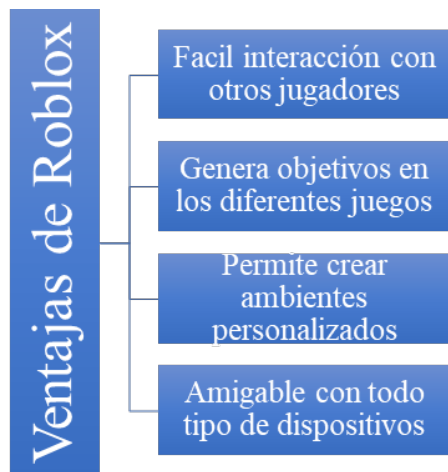 Ventajas de Roblox
Facil interacción con
otros jugadores
Genera objetivos en
los diferentes juegos
Permite crear
ambientes
personalizados
Amigable con todo
tipo de dispositivos